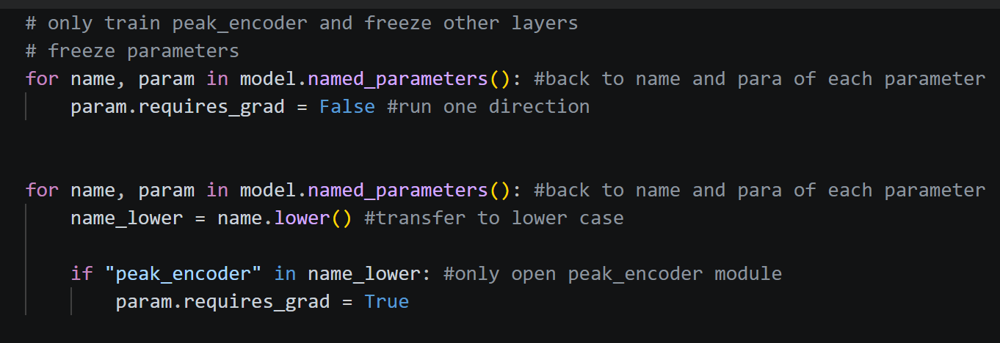 # only train peak_encoder and freeze other layers
# freeze parameters
for name, param in model.named_parameters(): #back to name and para of each parameter
    param.requires_grad = False #run one direction
for name, param in model.named_parameters(): #back to name and para of each parameter
    name_lower = name.lower() #transfer to lower case
    if "peak_encoder" in name_lower: #only open peak_encoder module
        param.requires_grad = True